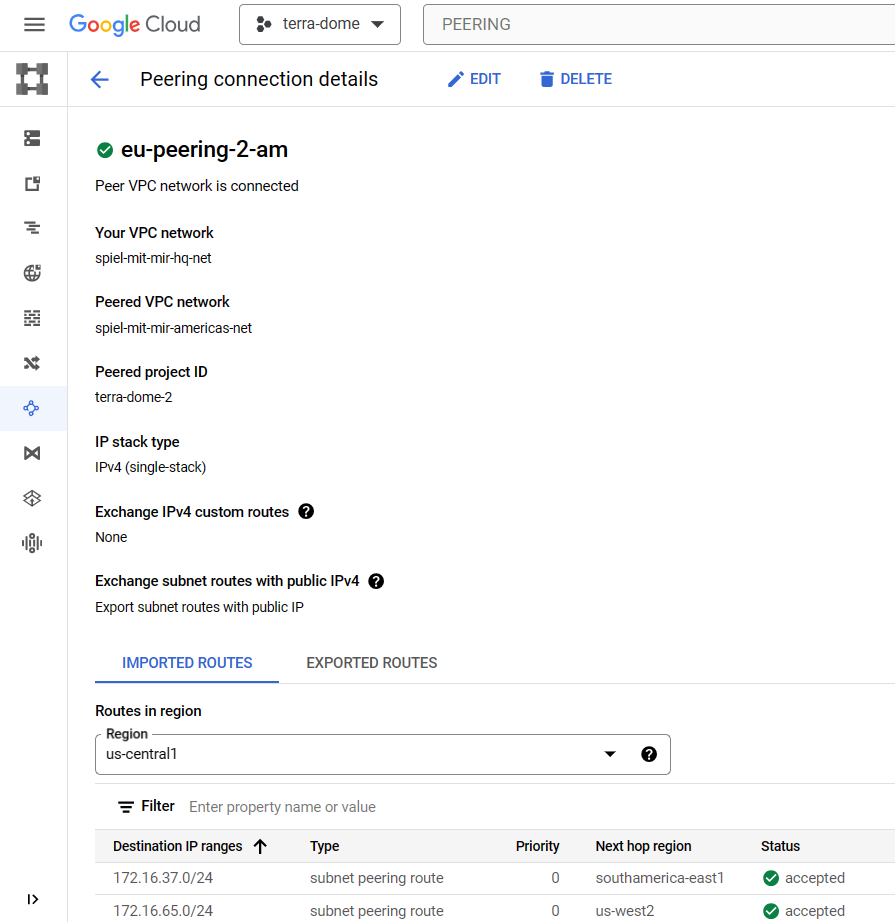 Google Cloud
terra-dome
PEERING
Peering connection details
EDIT
DELETE
eu-peering-2-am
Peer VPC network is connected
Your VPC network
spiel-mit-mir-hq-net
Peered VPC network
spiel-mit-mir-americas-net
Peered project ID
terra-dome-2
IP stack type
IPv4 (single-stack)
Exchange IPv4 custom routes ?
None
Exchange subnet routes with public IPv4 ?
Export subnet routes with public IP
IMPORTED ROUTES EXPORTED ROUTES
Routes in region
Region
us-central1 ?
Filter Enter property name or value
Destination IP ranges Type Priority Next hop region Status
172.16.37.0/24 subnet peering route 0 southamerica-east1 accepted
172.16.65.0/24 subnet peering route 0 us-west2 accepted